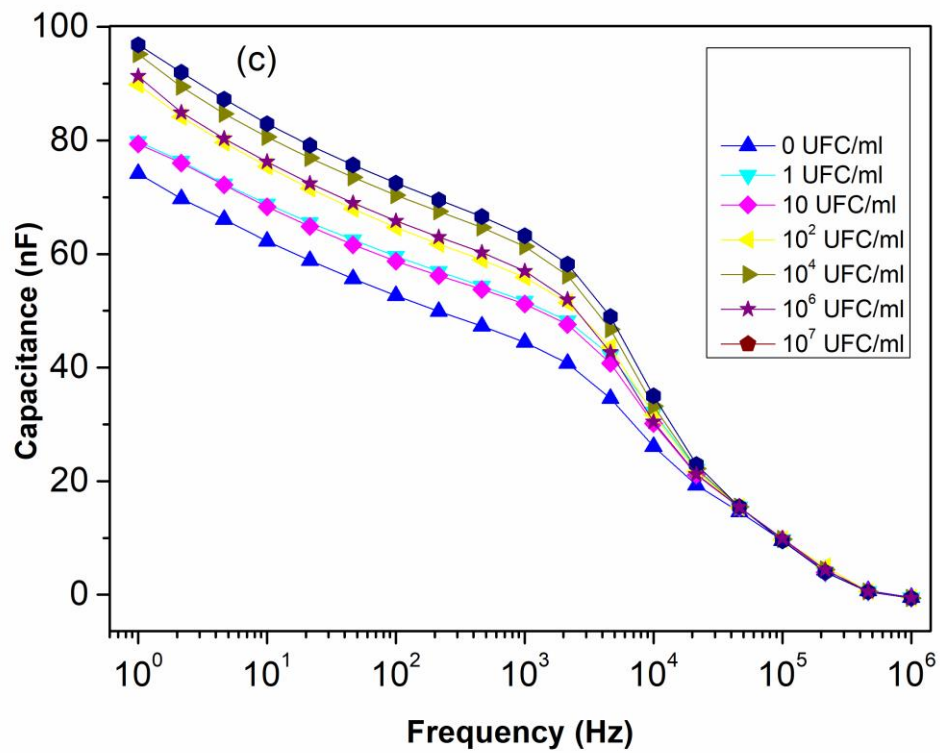 (c)
100
80
60
40
20
0
Capacitance (nF)
0 UFC/ml
1 UFC/ml
10 UFC/ml
10² UFC/ml
10⁴ UFC/ml
10⁶ UFC/ml
10⁷ UFC/ml
10⁰ 10¹ 10² 10³ 10⁴ 10⁵ 10⁶
Frequency (Hz)